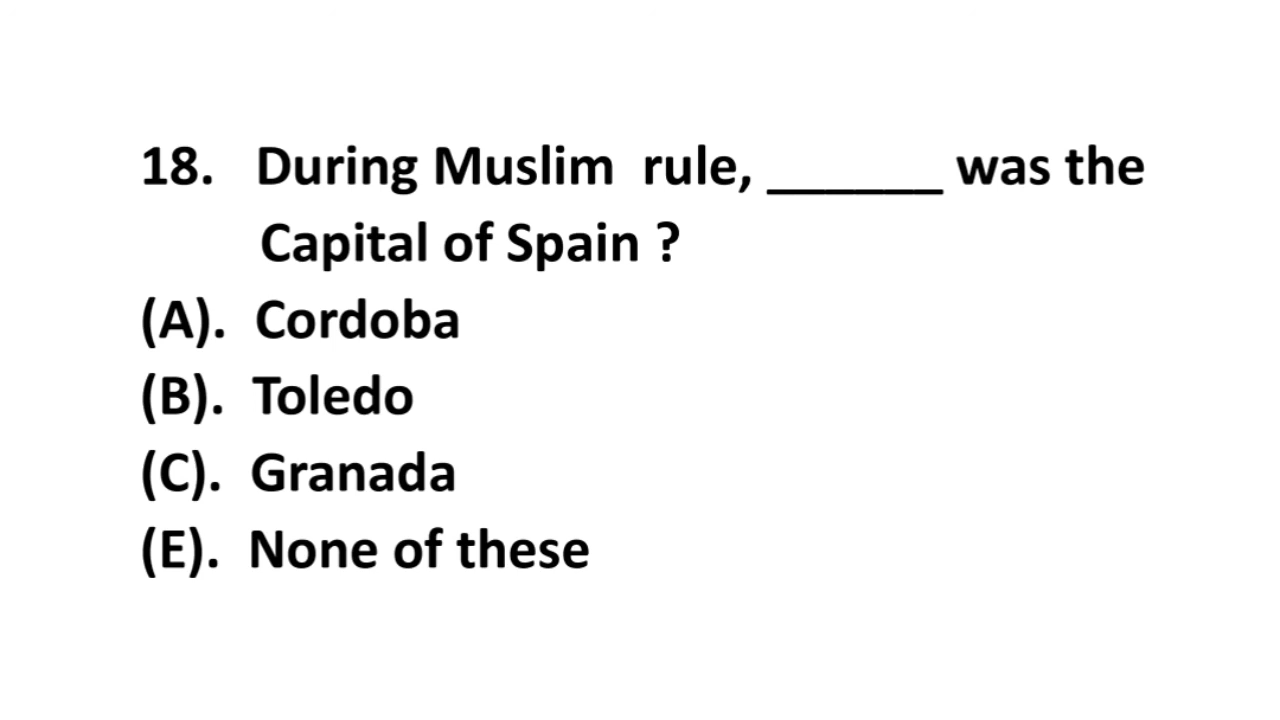 18. During Muslim rule, ______ was the
Capital of Spain ?
(A). Cordoba
(B). Toledo
(C). Granada
(E). None of these